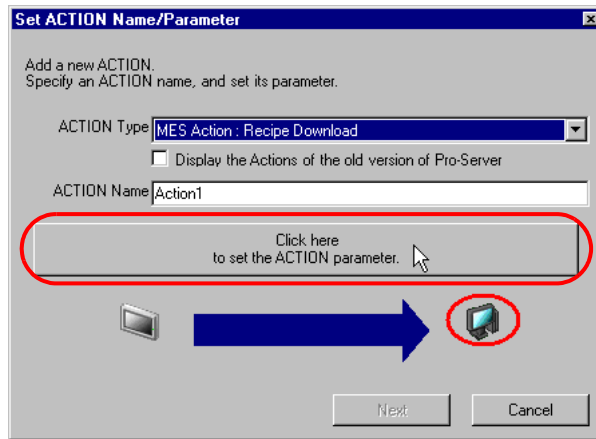 Set ACTION Name/Parameter
Add a new ACTION.
Specify an ACTION name, and set its parameter.
ACTION Type MES Action : Recipe Download
Display the Actions of the old version of Pro-Server
ACTION Name Action1
Click here
to set the ACTION parameter.
Next Cancel